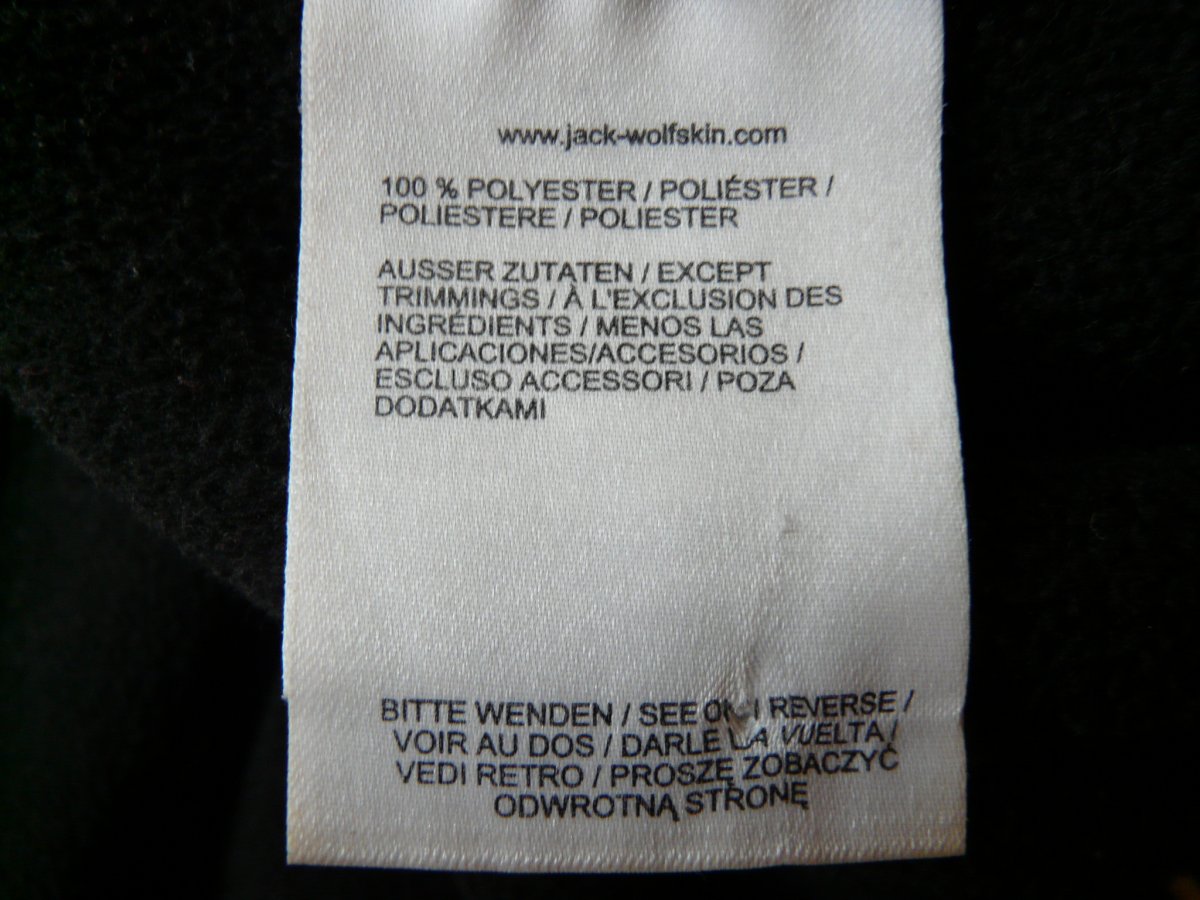 www.jack-wolfskin.com
100 % POLYESTER / POLIÉSTER /
POLIESTERE / POLIESTER
AUSSER ZUTATEN / EXCEPT
TRIMMINGS / À L'EXCLUSION DES
INGRÉDIENTS / MENOS LAS
APLICACIONES/ACCESORIOS /
ESCLUSO ACCESSORI / POZA
DODATKAMI
BITTE WENDEN / SEE REVERSE /
VOIR AU DOS / DARLE LA VUELTA /
VEDI RETRO / PROSZĘ ZOBACZYĆ
ODWROTNĄ STRONĘ